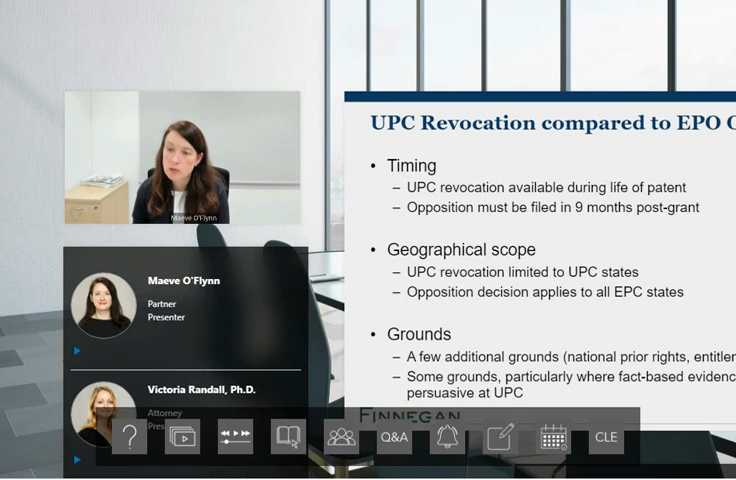 UPC Revocation compared to EPO
• Timing
– UPC revocation available during life of patent
– Opposition must be filed in 9 months post-grant
• Geographical scope
– UPC revocation limited to UPC states
– Opposition decision applies to all EPC states
• Grounds
– A few additional grounds (national prior rights, entitlem
– Some grounds, particularly where fact-based evidenc
persuasive at UPC
FINNEGAN
Maeve O'Flynn
Maeve O'Flynn
Partner
Presenter
Victoria Randall, Ph.D.
Attorney
Pres
?
Q&A
CLE